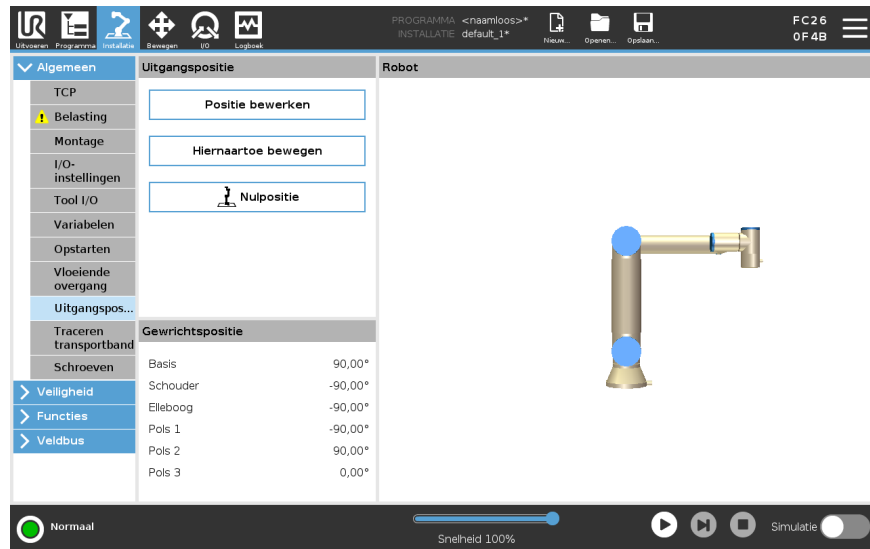 UR
Uitvoeren
Programma
Installatie
Bewegen
I/O
Logboek
PROGRAMMA <naamloos>*
INSTALLATIE default_1*
Nieuw...
Openen...
Opslaan...
FC26
0F4B
Algemeen
TCP
Belasting
Montage
I/O-
instellingen
Tool I/O
Variabelen
Opstarten
Vloeiende
overgang
Uitgangspos...
Traceren
transportband
Schroeven
Veiligheid
Functies
Veldbus
Uitgangspositie
Positie bewerken
Hiernaartoe bewegen
Nulpositie
Gewrichtspositie
Basis 90,00°
Schouder -90,00°
Elleboog -90,00°
Pols 1 -90,00°
Pols 2 90,00°
Pols 3 0,00°
Robot
Normaal
Snelheid 100%
Simulatie